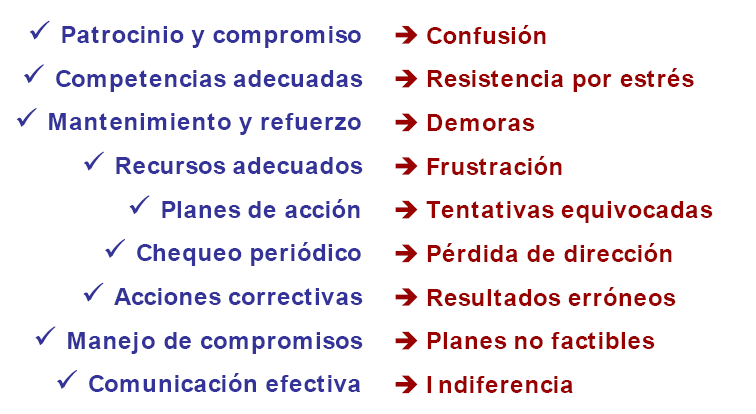 ✓ Patrocinio y compromiso ➔ Confusión
✓ Competencias adecuadas ➔ Resistencia por estrés
✓ Mantenimiento y refuerzo ➔ Demoras
✓ Recursos adecuados ➔ Frustración
✓ Planes de acción ➔ Tentativas equivocadas
✓ Chequeo periódico ➔ Pérdida de dirección
✓ Acciones correctivas ➔ Resultados erróneos
✓ Manejo de compromisos ➔ Planes no factibles
✓ Comunicación efectiva ➔ I ndiferencia